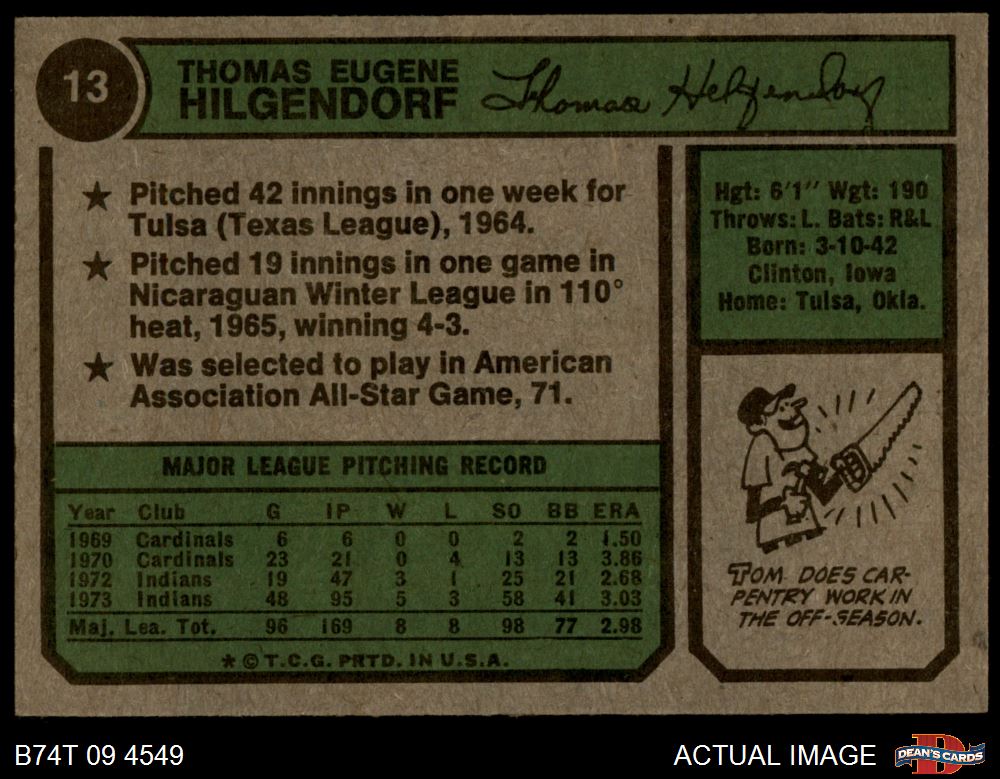 13
THOMAS EUGENE
HILGENDORF
Thomas Hilgendorf
★ Pitched 42 innings in one week for
Tulsa (Texas League), 1964.
★ Pitched 19 innings in one game in
Nicaraguan Winter League in 110°
heat, 1965, winning 4-3.
★ Was selected to play in American
Association All-Star Game, 71.
Hgt: 6'1" Wgt: 190
Throws: L. Bats: R&L
Born: 3-10-42
Clinton, Iowa
Home: Tulsa, Okla.
MAJOR LEAGUE PITCHING RECORD
Year Club G IP W L SO BB ERA
1969 Cardinals 6 6 0 0 2 2 1.50
1970 Cardinals 23 21 0 4 13 13 3.86
1972 Indians 19 47 3 1 25 21 2.68
1973 Indians 48 95 5 3 58 41 3.03
Maj. Lea. Tot. 96 169 8 8 98 77 2.98
★ © T.C.G. PRTD. IN U.S.A.
TOM DOES CAR-
PENTRY WORK IN
THE OFF-SEASON.
B74T 09 4549
ACTUAL IMAGE
DEAN'S CARDS